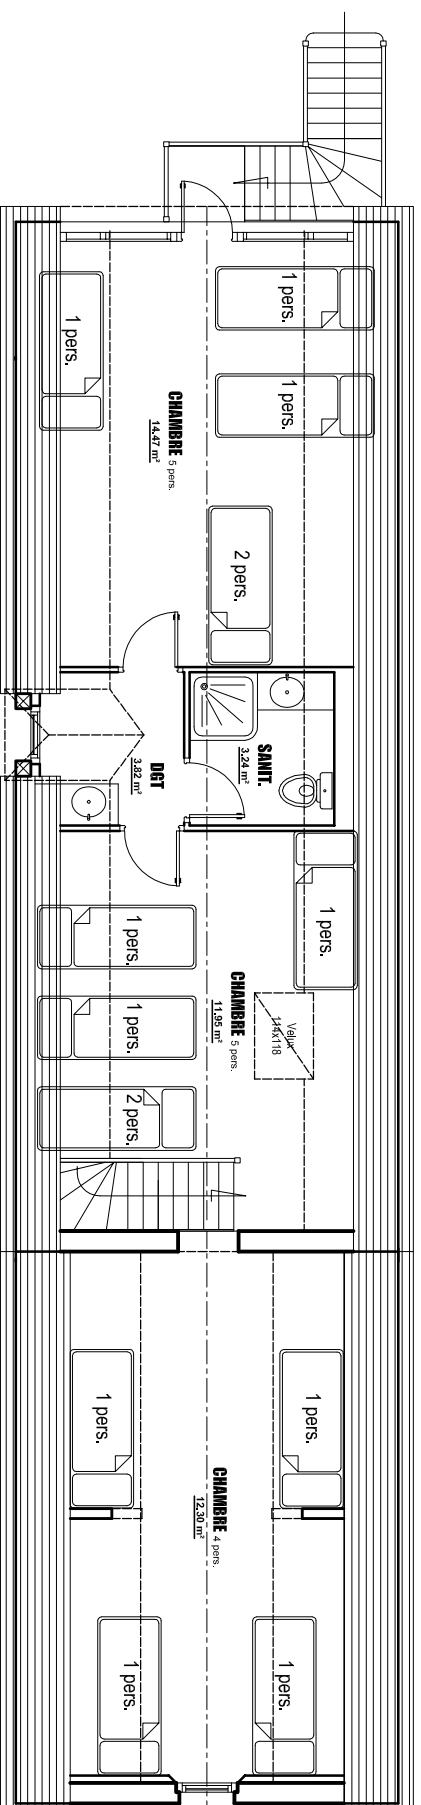 1 pers.
1 pers.
1 pers.
CHAMBRE 5 pers.
14.47 m²
2 pers.
SANIT.
3.24 m²
DGT
3.82 m²
1 pers.
1 pers.
CHAMBRE 5 pers.
11.95 m²
Velux
114x118
1 pers.
2 pers.
1 pers.
1 pers.
CHAMBRE 4 pers.
12.30 m²
1 pers.
1 pers.